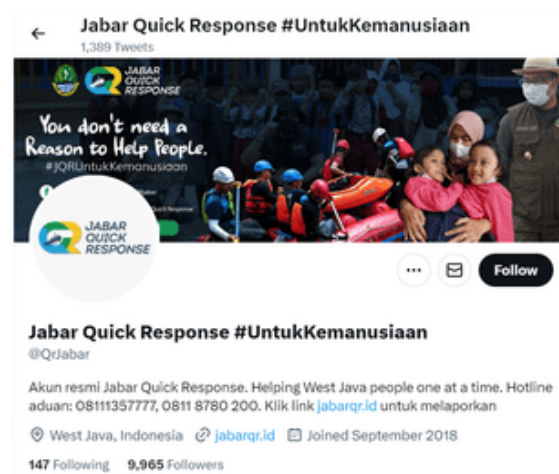 Jabar Quick Response #UntukKemanusiaan
1,389 Tweets
JABAR
QUICK
RESPONSE
You don't need a
Reason to Help People.
#JQRUntukKemanusiaan
JABAR
QUICK
RESPONSE
Follow
Jabar Quick Response #UntukKemanusiaan
@QrJabar
Akun resmi Jabar Quick Response. Helping West Java people one at a time. Hotline
aduan: 08111357777, 0811 8780 200. Klik link jabarqr.id untuk melaporkan
West Java, Indonesia jabarqr.id Joined September 2018
147 Following 9,965 Followers